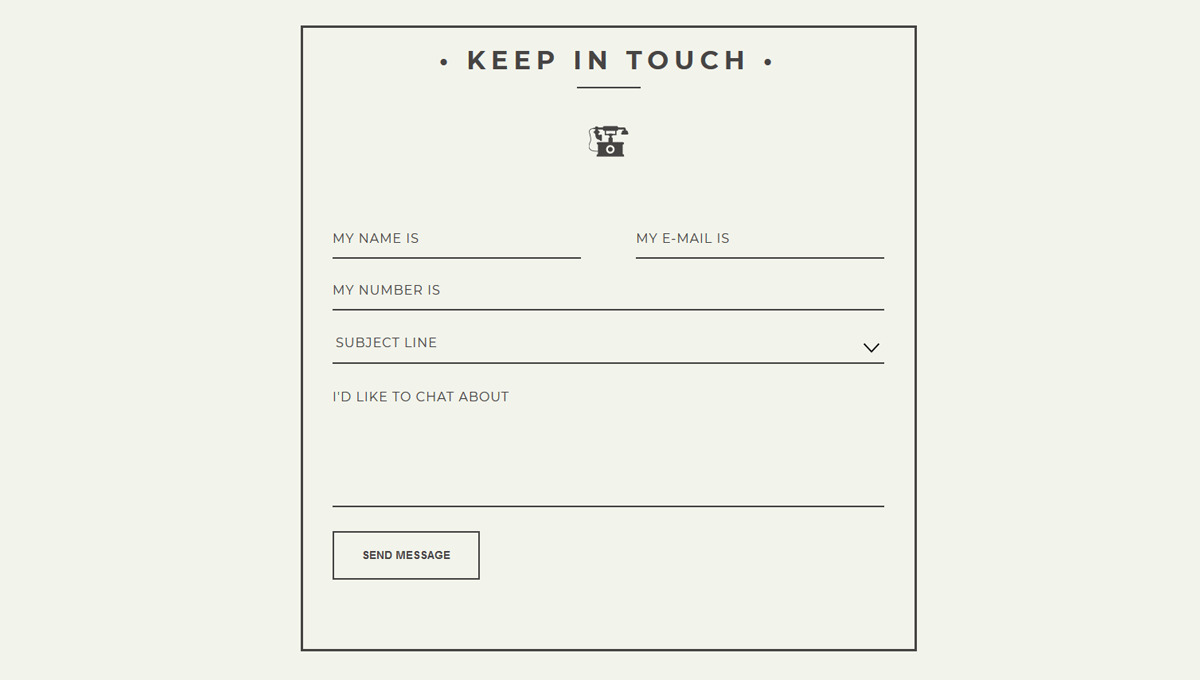 • KEEP IN TOUCH •
MY NAME IS
MY E-MAIL IS
MY NUMBER IS
SUBJECT LINE
I'D LIKE TO CHAT ABOUT
SEND MESSAGE